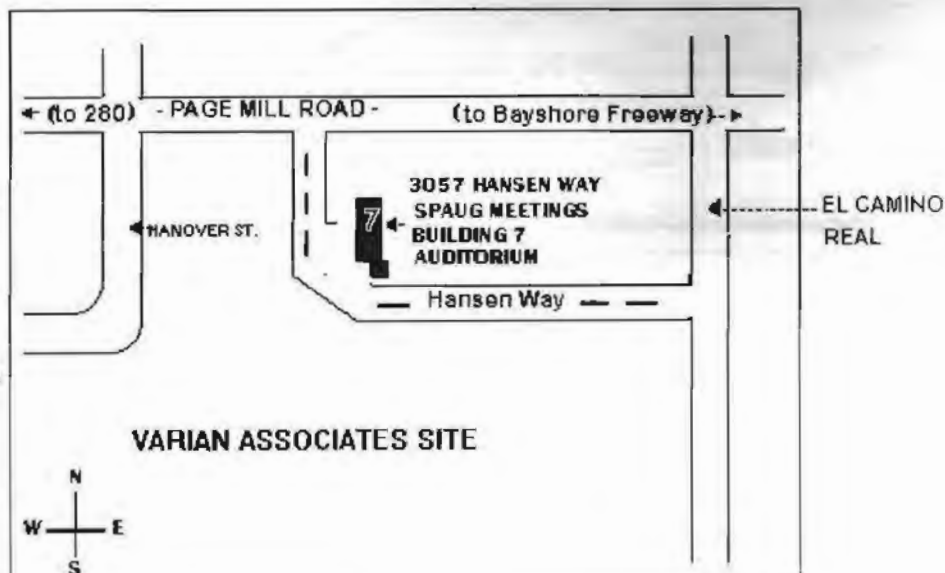 (to 280) - PAGE MILL ROAD - (to Bayshore Freeway)-
3057 HANSEN WAY
SPAUG MEETINGS
BUILDING 7
AUDITORIUM
7
HANOVER ST.
EL CAMINO
REAL
Hansen Way
VARIAN ASSOCIATES SITE
N
W E
S